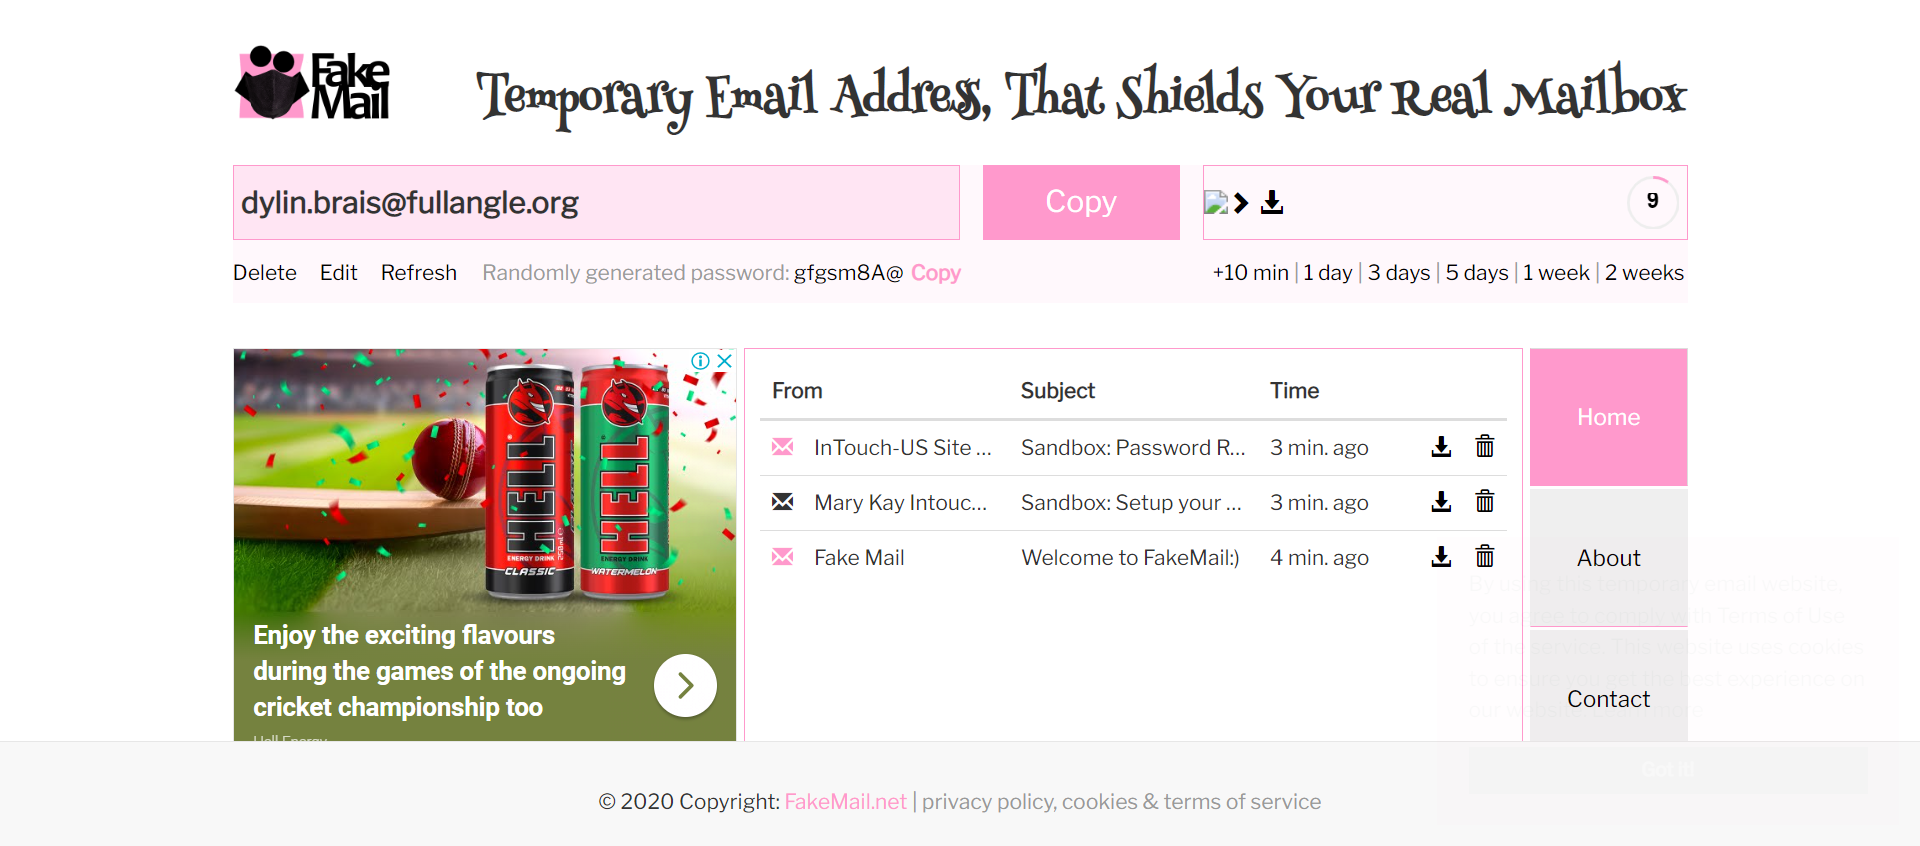 Fake
Mail
Temporary Email Address, That Shields Your Real Mailbox
dylin.brais@fullangle.org
Copy
9
Delete Edit Refresh Randomly generated password: gfgsm8A@ Copy
+10 min | 1 day | 3 days | 5 days | 1 week | 2 weeks
HELL
ENERGY DRINK
CLASSIC
HELL
ENERGY DRINK
WATERMELON
Enjoy the exciting flavours
during the games of the ongoing
cricket championship too
Hell Energy
From Subject Time
InTouch-US Site ... Sandbox: Password R... 3 min. ago
Mary Kay Intouc... Sandbox: Setup your ... 3 min. ago
Fake Mail Welcome to FakeMail:) 4 min. ago
Home
About
Contact
By using this temporary email website,
you agree to comply with Terms of Use
of the service. This website uses cookies
to ensure you get the best experience on
our website. Learn more
Got it!
© 2020 Copyright: FakeMail.net | privacy policy, cookies & terms of service